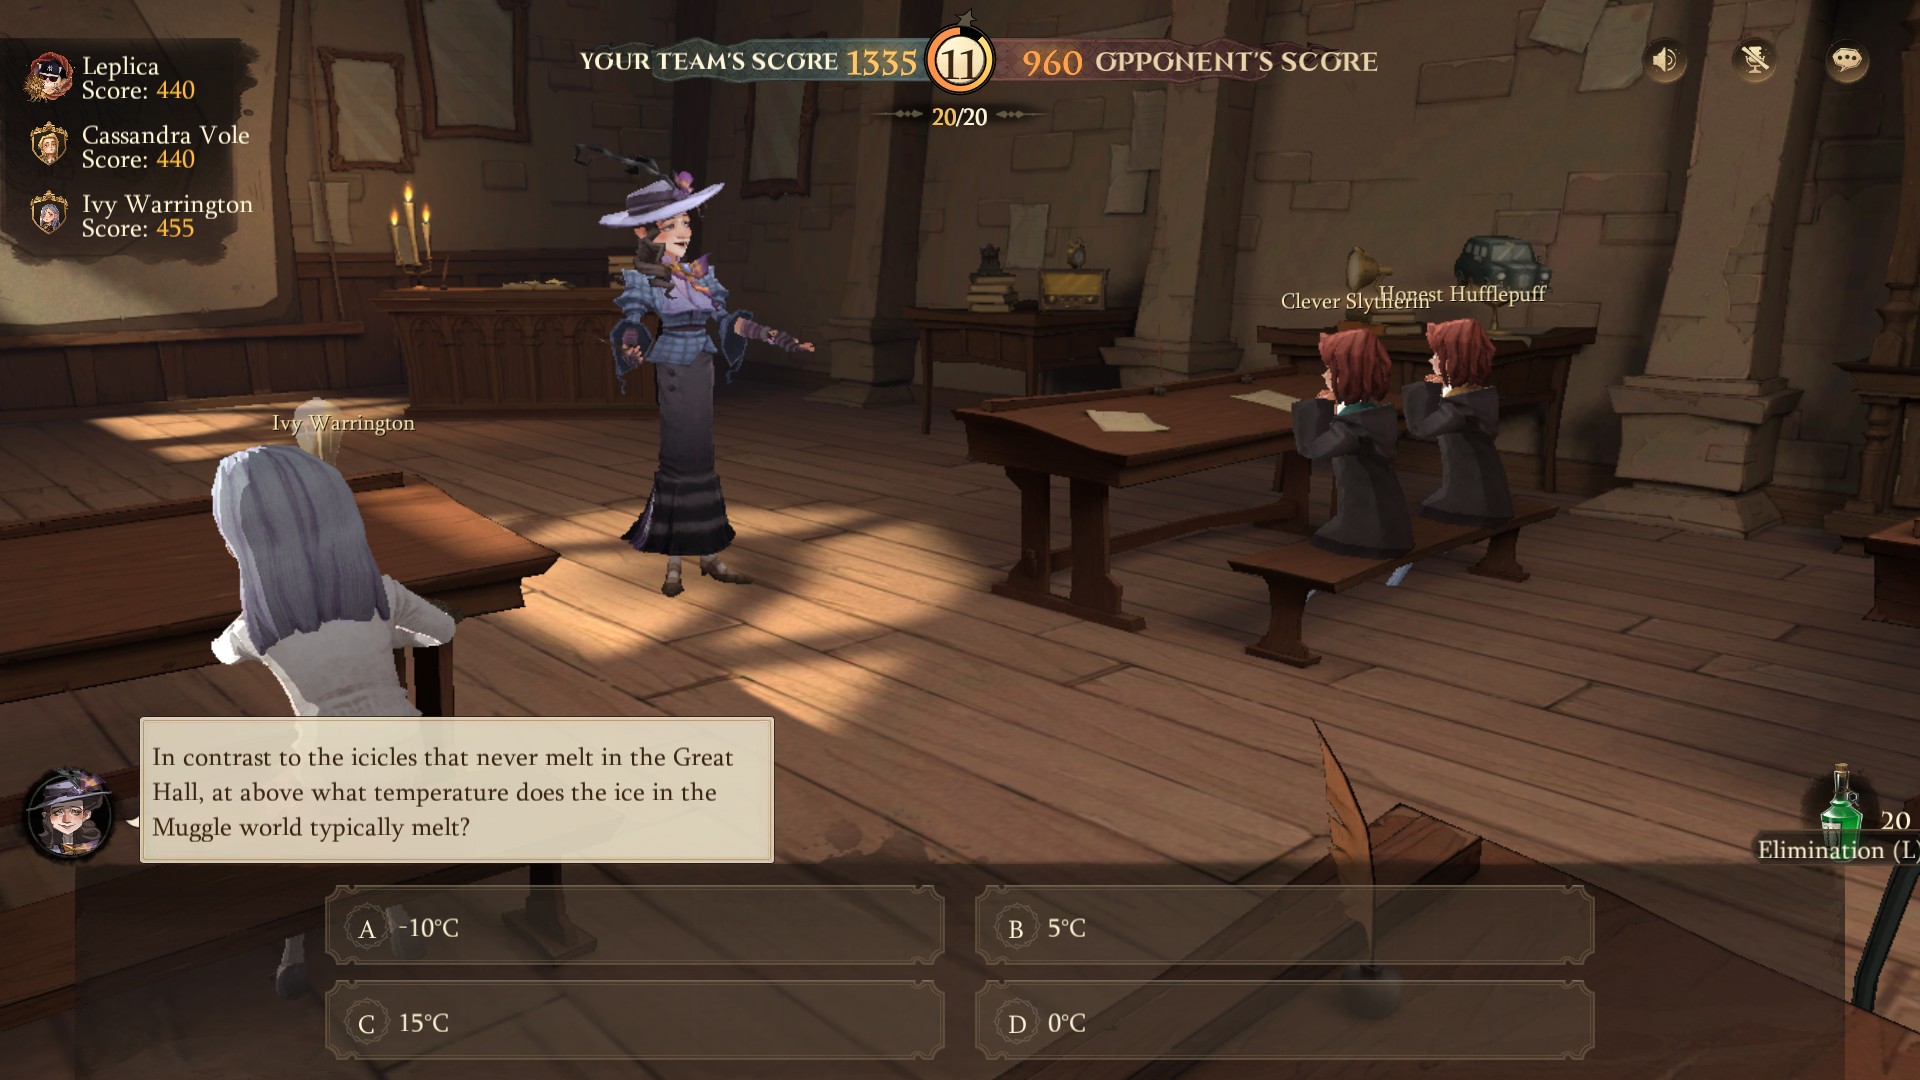 Leplica
Score: 440
Cassandra Vole
Score: 440
Ivy Warrington
Score: 455
YOUR TEAM'S SCORE 1335
11
960 OPPONENT'S SCORE
20/20
Clever Slytherin
Honest Hufflepuff
Ivy Warrington
In contrast to the icicles that never melt in the Great
Hall, at above what temperature does the ice in the
Muggle world typically melt?
20
Elimination (L)
A -10°C
B 5°C
C 15°C
D 0°C